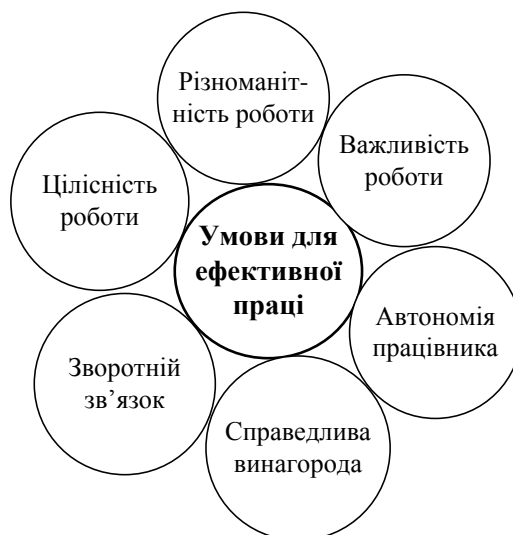 Різноманіт-
ність роботи
Важливість
роботи
Цілісність
роботи
Умови для
ефективної
праці
Автономія
працівника
Зворотній
зв’язок
Справедлива
винагорода